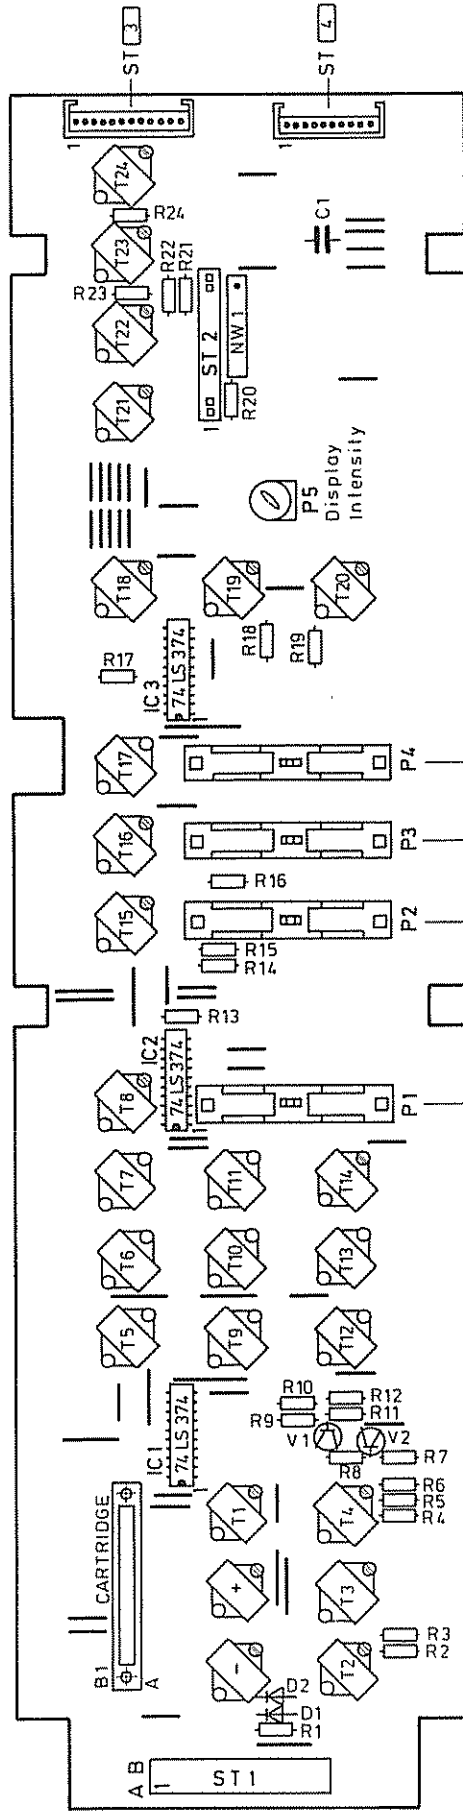 ST 3
ST 4
1
1
T24
R24
T23
R23
R22
R21
T22
T21
ST 2
NW1
1
R20
C1
P5
Display
Intensity
T18
T19
T20
R17
R18
R19
IC3
74 LS 374
1
T17
T16
T15
P4
P3
P2
R16
R15
R14
R13
IC2
74 LS 374
1
T8
P1
T7
T11
T14
T6
T10
T13
T5
T9
T12
IC1
74 LS 374
1
R10
R9
R12
R11
V1
V2
R8
R7
R6
R5
R4
T1
T4
+
T3
-
T2
R3
R2
D2
D1
R1
CARTRIDGE
B1
A
A B
1
ST1